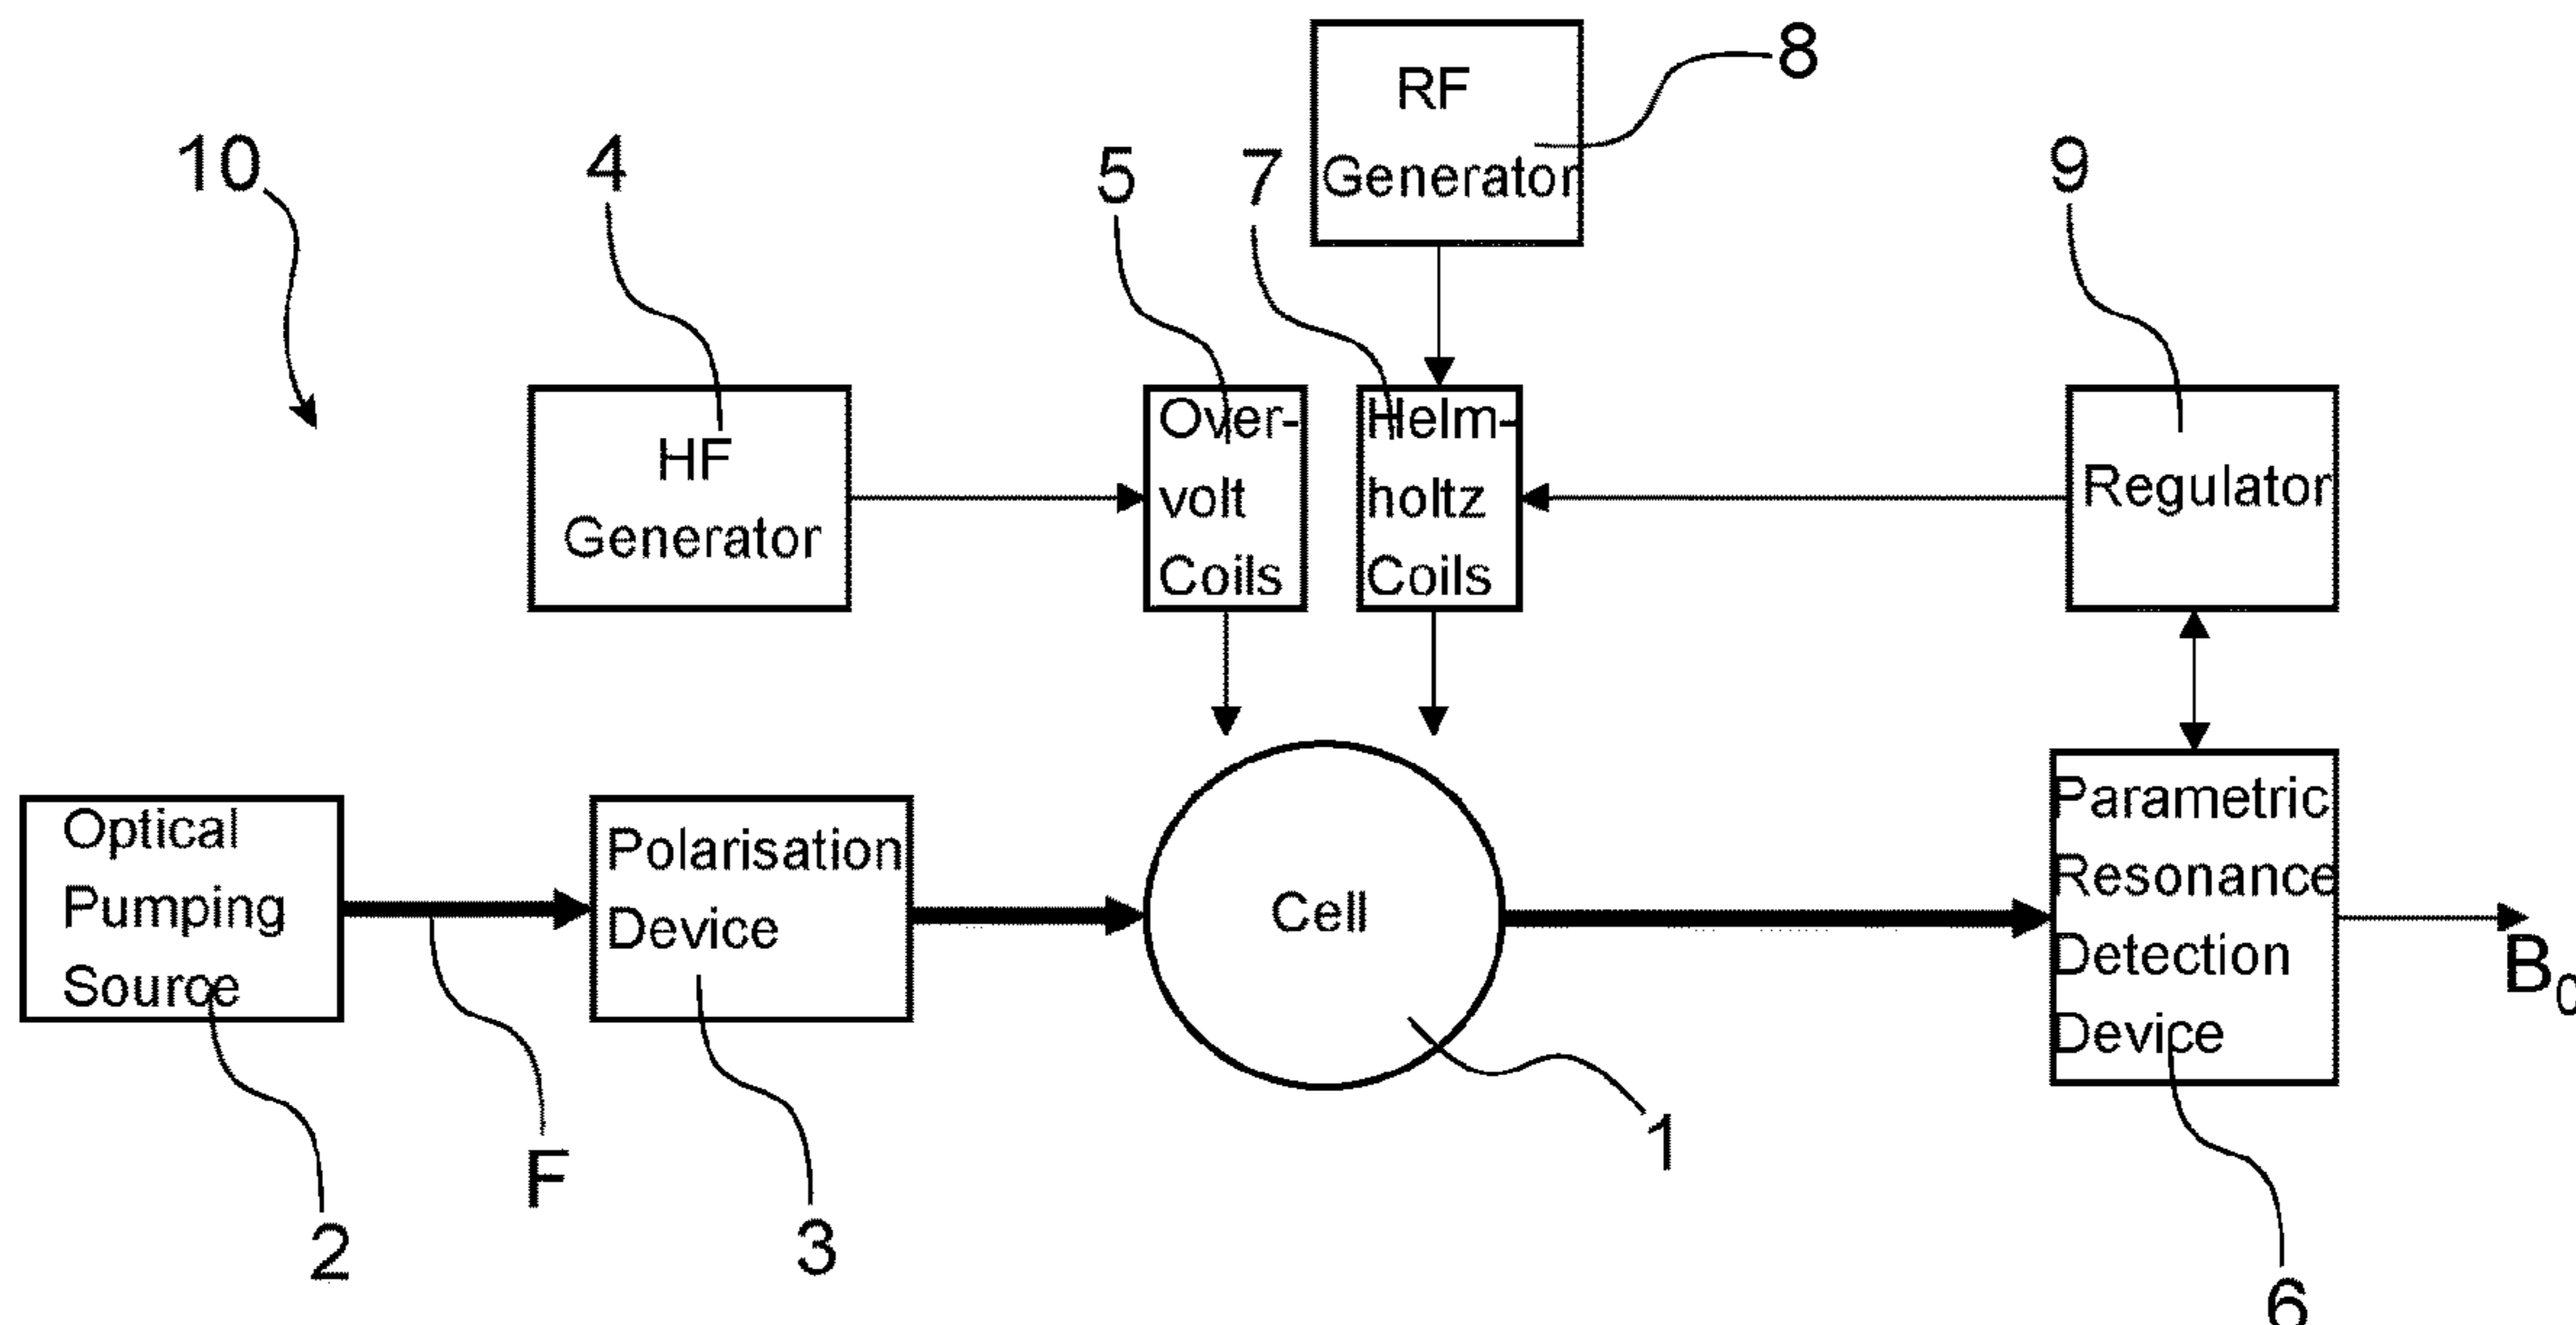 8
RF
Generator
10
4
5
7
9
HF
Generator
Over-
volt
Coils
Helm-
holtz
Coils
Regulator
Optical
Pumping
Source
Polarisation
Device
Cell
Parametric
Resonance
Detection
Device
B0
F
1
2
3
6